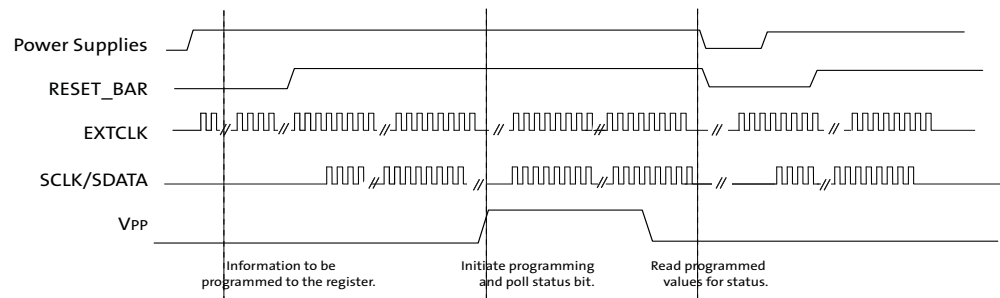 Power Supplies
RESET_BAR
EXTCLK
SCLK/SDATA
VPP
Information to be
programmed to the register.
Initiate programming
and poll status bit.
Read programmed
values for status.